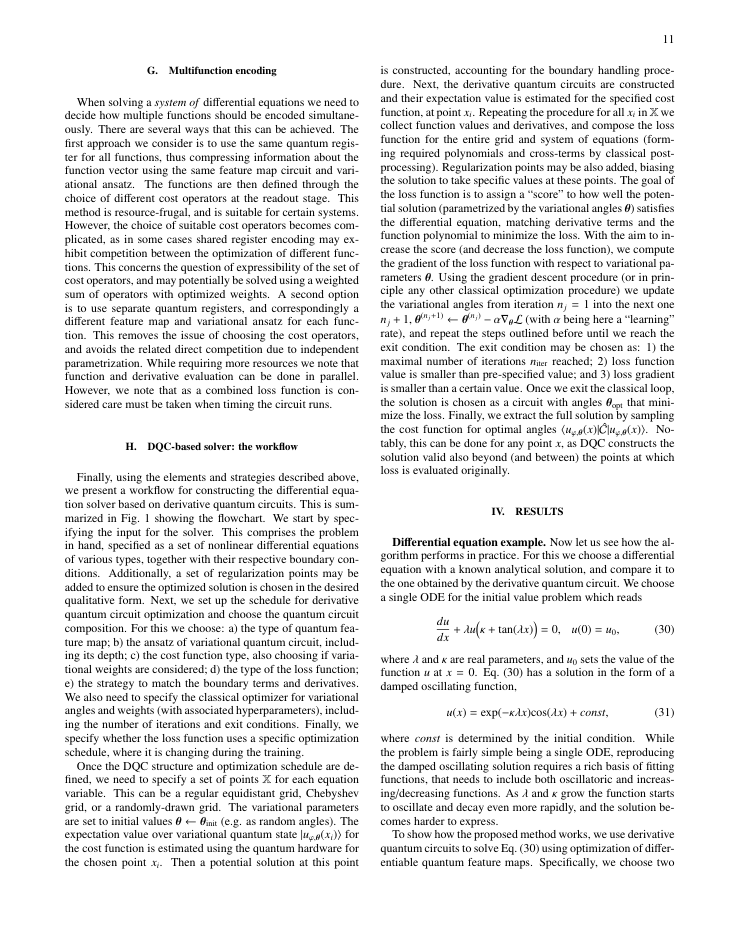 11
G. Multifunction encoding
When solving a system of differential equations we need to
decide how multiple functions should be encoded simultane-
ously. There are several ways that this can be achieved. The
first approach we consider is to use the same quantum regis-
ter for all functions, thus compressing information about the
function vector using the same feature map circuit and vari-
ational ansatz. The functions are then defined through the
choice of different cost operators at the readout stage. This
method is resource-frugal, and is suitable for certain systems.
However, the choice of suitable cost operators becomes com-
plicated, as in some cases shared register encoding may ex-
hibit competition between the optimization of different func-
tions. This concerns the question of expressibility of the set of
cost operators, and may potentially be solved using a weighted
sum of operators with optimized weights. A second option
is to use separate quantum registers, and correspondingly a
different feature map and variational ansatz for each func-
tion. This removes the issue of choosing the cost operators,
and avoids the related direct competition due to independent
parametrization. While requiring more resources we note that
function and derivative evaluation can be done in parallel.
However, we note that as a combined loss function is con-
sidered care must be taken when timing the circuit runs.
H. DQC-based solver: the workflow
Finally, using the elements and strategies described above,
we present a workflow for constructing the differential equa-
tion solver based on derivative quantum circuits. This is sum-
marized in Fig. 1 showing the flowchart. We start by spec-
ifying the input for the solver. This comprises the problem
in hand, specified as a set of nonlinear differential equations
of various types, together with their respective boundary con-
ditions. Additionally, a set of regularization points may be
added to ensure the optimized solution is chosen in the desired
qualitative form. Next, we set up the schedule for derivative
quantum circuit optimization and choose the quantum circuit
composition. For this we choose: a) the type of quantum fea-
ture map; b) the ansatz of variational quantum circuit, includ-
ing its depth; c) the cost function type, also choosing if varia-
tional weights are considered; d) the type of the loss function;
e) the strategy to match the boundary terms and derivatives.
We also need to specify the classical optimizer for variational
angles and weights (with associated hyperparameters), includ-
ing the number of iterations and exit conditions. Finally, we
specify whether the loss function uses a specific optimization
schedule, where it is changing during the training.
Once the DQC structure and optimization schedule are de-
fined, we need to specify a set of points 𝕏 for each equation
variable. This can be a regular equidistant grid, Chebyshev
grid, or a randomly-drawn grid. The variational parameters
are set to initial values θ ← θinit (e.g. as random angles). The
expectation value over variational quantum state |uφ,θ(xi)⟩ for
the cost function is estimated using the quantum hardware for
the chosen point xi. Then a potential solution at this point
is constructed, accounting for the boundary handling proce-
dure. Next, the derivative quantum circuits are constructed
and their expectation value is estimated for the specified cost
function, at point xi. Repeating the procedure for all xi in 𝕏 we
collect function values and derivatives, and compose the loss
function for the entire grid and system of equations (form-
ing required polynomials and cross-terms by classical post-
processing). Regularization points may be also added, biasing
the solution to take specific values at these points. The goal of
the loss function is to assign a “score” to how well the poten-
tial solution (parametrized by the variational angles θ) satisfies
the differential equation, matching derivative terms and the
function polynomial to minimize the loss. With the aim to in-
crease the score (and decrease the loss function), we compute
the gradient of the loss function with respect to variational pa-
rameters θ. Using the gradient descent procedure (or in prin-
ciple any other classical optimization procedure) we update
the variational angles from iteration nj = 1 into the next one
nj + 1, θ(nj+1) ← θ(nj) − α∇θℒ (with α being here a “learning”
rate), and repeat the steps outlined before until we reach the
exit condition. The exit condition may be chosen as: 1) the
maximal number of iterations niter reached; 2) loss function
value is smaller than pre-specified value; and 3) loss gradient
is smaller than a certain value. Once we exit the classical loop,
the solution is chosen as a circuit with angles θopt that mini-
mize the loss. Finally, we extract the full solution by sampling
the cost function for optimal angles ⟨uφ,θ(x)|Ĉ|uφ,θ(x)⟩. No-
tably, this can be done for any point x, as DQC constructs the
solution valid also beyond (and between) the points at which
loss is evaluated originally.
IV. RESULTS
Differential equation example. Now let us see how the al-
gorithm performs in practice. For this we choose a differential
equation with a known analytical solution, and compare it to
the one obtained by the derivative quantum circuit. We choose
a single ODE for the initial value problem which reads
du/dx + λu(κ + tan(λx)) = 0, u(0) = u0, (30)
where λ and κ are real parameters, and u0 sets the value of the
function u at x = 0. Eq. (30) has a solution in the form of a
damped oscillating function,
u(x) = exp(−κλx)cos(λx) + const, (31)
where const is determined by the initial condition. While
the problem is fairly simple being a single ODE, reproducing
the damped oscillating solution requires a rich basis of fitting
functions, that needs to include both oscillatoric and increas-
ing/decreasing functions. As λ and κ grow the function starts
to oscillate and decay even more rapidly, and the solution be-
comes harder to express.
To show how the proposed method works, we use derivative
quantum circuits to solve Eq. (30) using optimization of differ-
entiable quantum feature maps. Specifically, we choose two